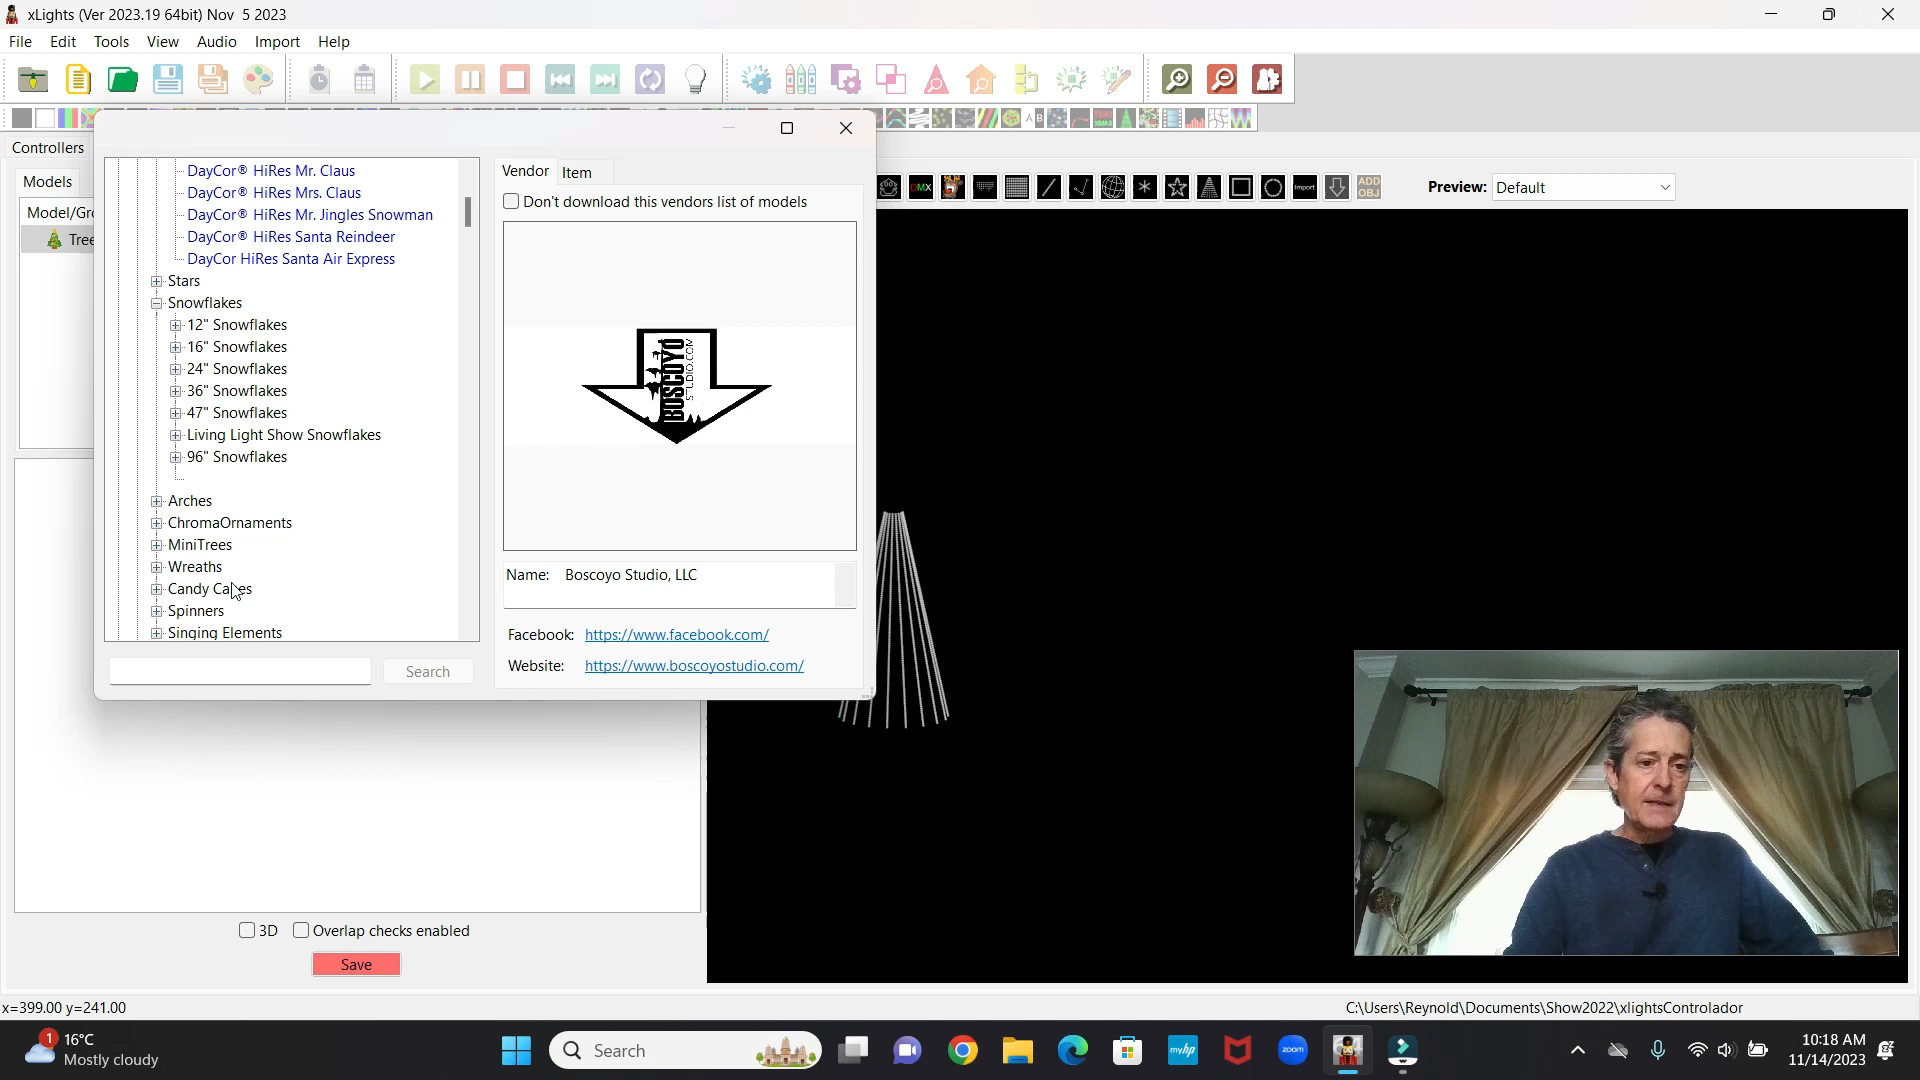 xLights (Ver 2023.19 64bit) Nov 5 2023
File Edit Tools View Audio Import Help
Controllers
Models
Model/Gr
Tree
DayCor® HiRes Mr. Claus
DayCor® HiRes Mrs. Claus
DayCor® HiRes Mr. Jingles Snowman
DayCor® HiRes Santa Reindeer
DayCor HiRes Santa Air Express
Stars
Snowflakes
12" Snowflakes
16" Snowflakes
24" Snowflakes
36" Snowflakes
47" Snowflakes
Living Light Show Snowflakes
96" Snowflakes
Arches
ChromaOrnaments
MiniTrees
Wreaths
Candy Canes
Spinners
Singing Elements
Search
Vendor Item
Don't download this vendors list of models
BOSCOYO
STUDIO.COM
Name: Boscoyo Studio, LLC
Facebook: https://www.facebook.com/
Website: https://www.boscoyostudio.com/
DMX
Import
ADD
OBJ
Preview: Default
3D Overlap checks enabled
Save
x=399.00 y=241.00
C:\Users\Reynold\Documents\Show2022\xlightsControlador
1
16°C
Mostly cloudy
Search
myhp
zoom
10:18 AM
11/14/2023